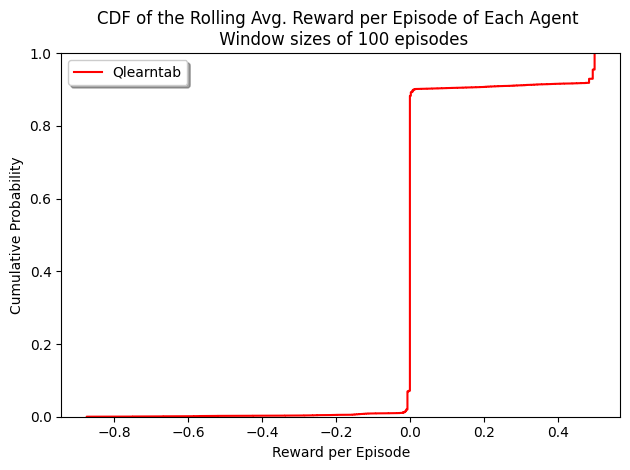 CDF of the Rolling Avg. Reward per Episode of Each Agent
Window sizes of 100 episodes
Qlearntab
Cumulative Probability
1.0
0.8
0.6
0.4
0.2
0.0
−0.8 −0.6 −0.4 −0.2 0.0 0.2 0.4
Reward per Episode